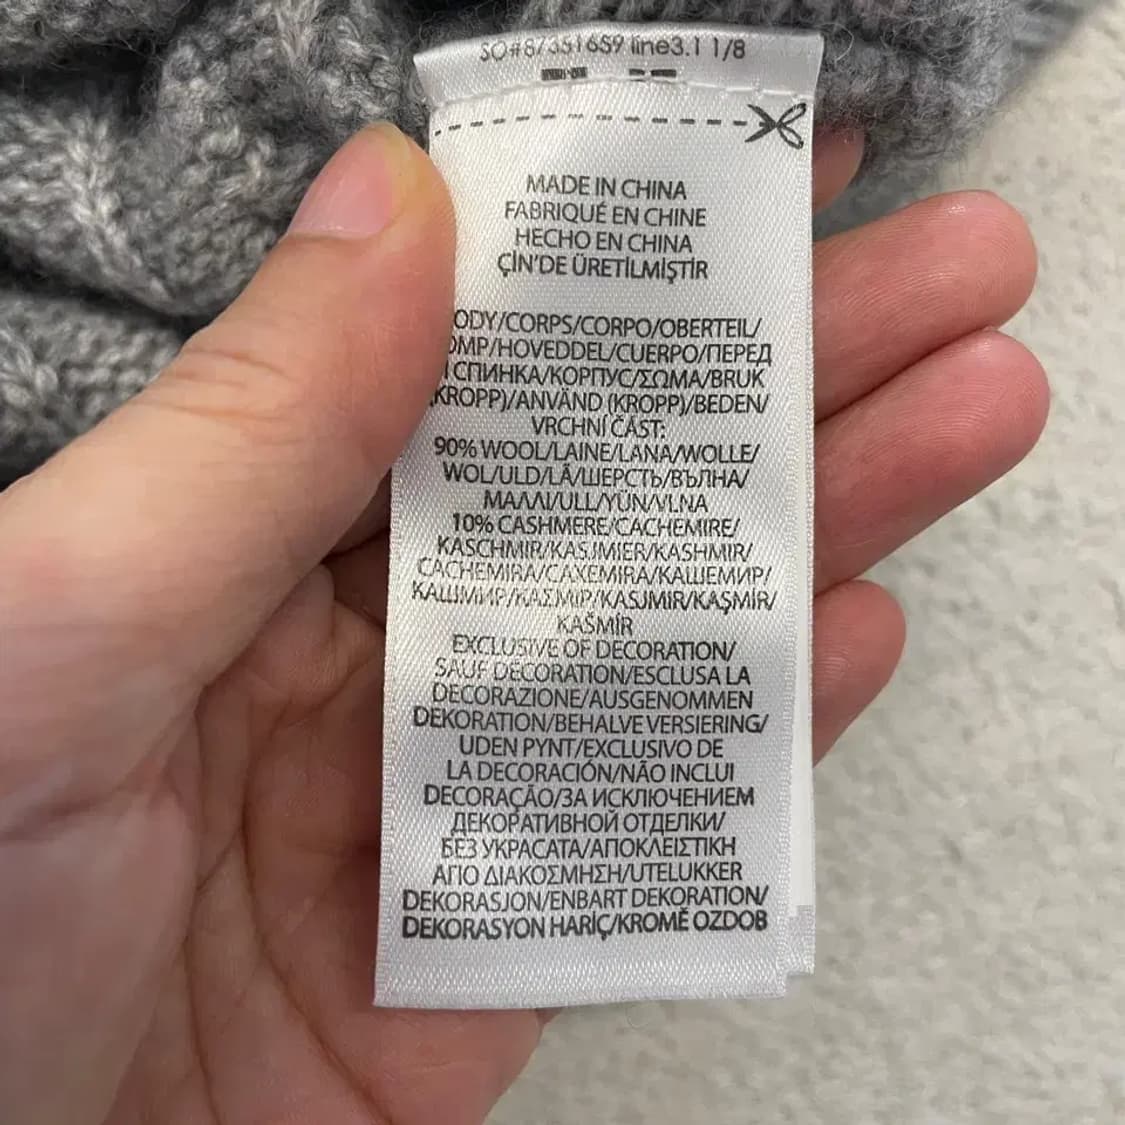 line3.1 1/8
MADE IN CHINA
FABRIQUÉ EN CHINE
HECHO EN CHINA
ÇİN'DE ÜRETİLMİŞTİR
ODY/CORPS/CORPO/OBERTEIL/
OMP/HOVEDDEL/CUERPO/ПЕРЕД
СПИНКА/КОРПУС/ΣΩΜΑ/BRUK
(KROPP)/ANVÄND (KROPP)/BEDEN/
VRCHNÍ ČÁST:
90% WOOL/LAINE/LANA/WOLLE/
WOL/ULD/LÃ/ШЕРСТЬ/ВЪЛНА/
ΜΑΛΛΙ/ULL/YÜN/VLNA
10% CASHMERE/CACHEMIRE/
KASCHMIR/KASJMIER/KASHMIR/
CACHEMIRA/CAXEMIRA/КАШЕМИР/
КАШМИР/ΚΑΣΜΙΡ/KASJMIR/KAŞMİR/
KAŠMÍR
EXCLUSIVE OF DECORATION/
SAUF DÉCORATION/ESCLUSA LA
DECORAZIONE/AUSGENOMMEN
DEKORATION/BEHALVE VERSIERING/
UDEN PYNT/EXCLUSIVO DE
LA DECORACIÓN/NÃO INCLUI
DECORAÇÃO/ЗА ИСКЛЮЧЕНИЕМ
ДЕКОРАТИВНОЙ ОТДЕЛКИ/
БЕЗ УКРАСАТА/ΑΠΟΚΛΕΙΣΤΙΚΗ
ΑΠΟ ΔΙΑΚΟΣΜΗΣΗ/UTELUKKER
DEKORASJON/ENBART DEKORATION/
DEKORASYON HARİÇ/KROMĚ OZDOB